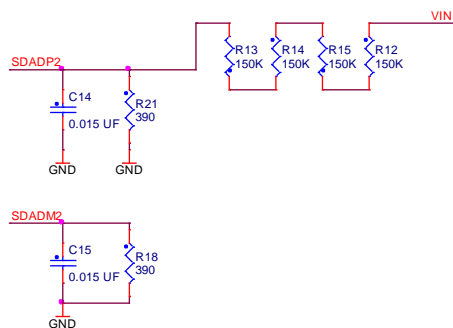 VIN
R13
150K
R14
150K
R15
150K
R12
150K
SDADP2
C14
0.015 UF
R21
390
GND
GND
SDADM2
C15
0.015 UF
R18
390
GND